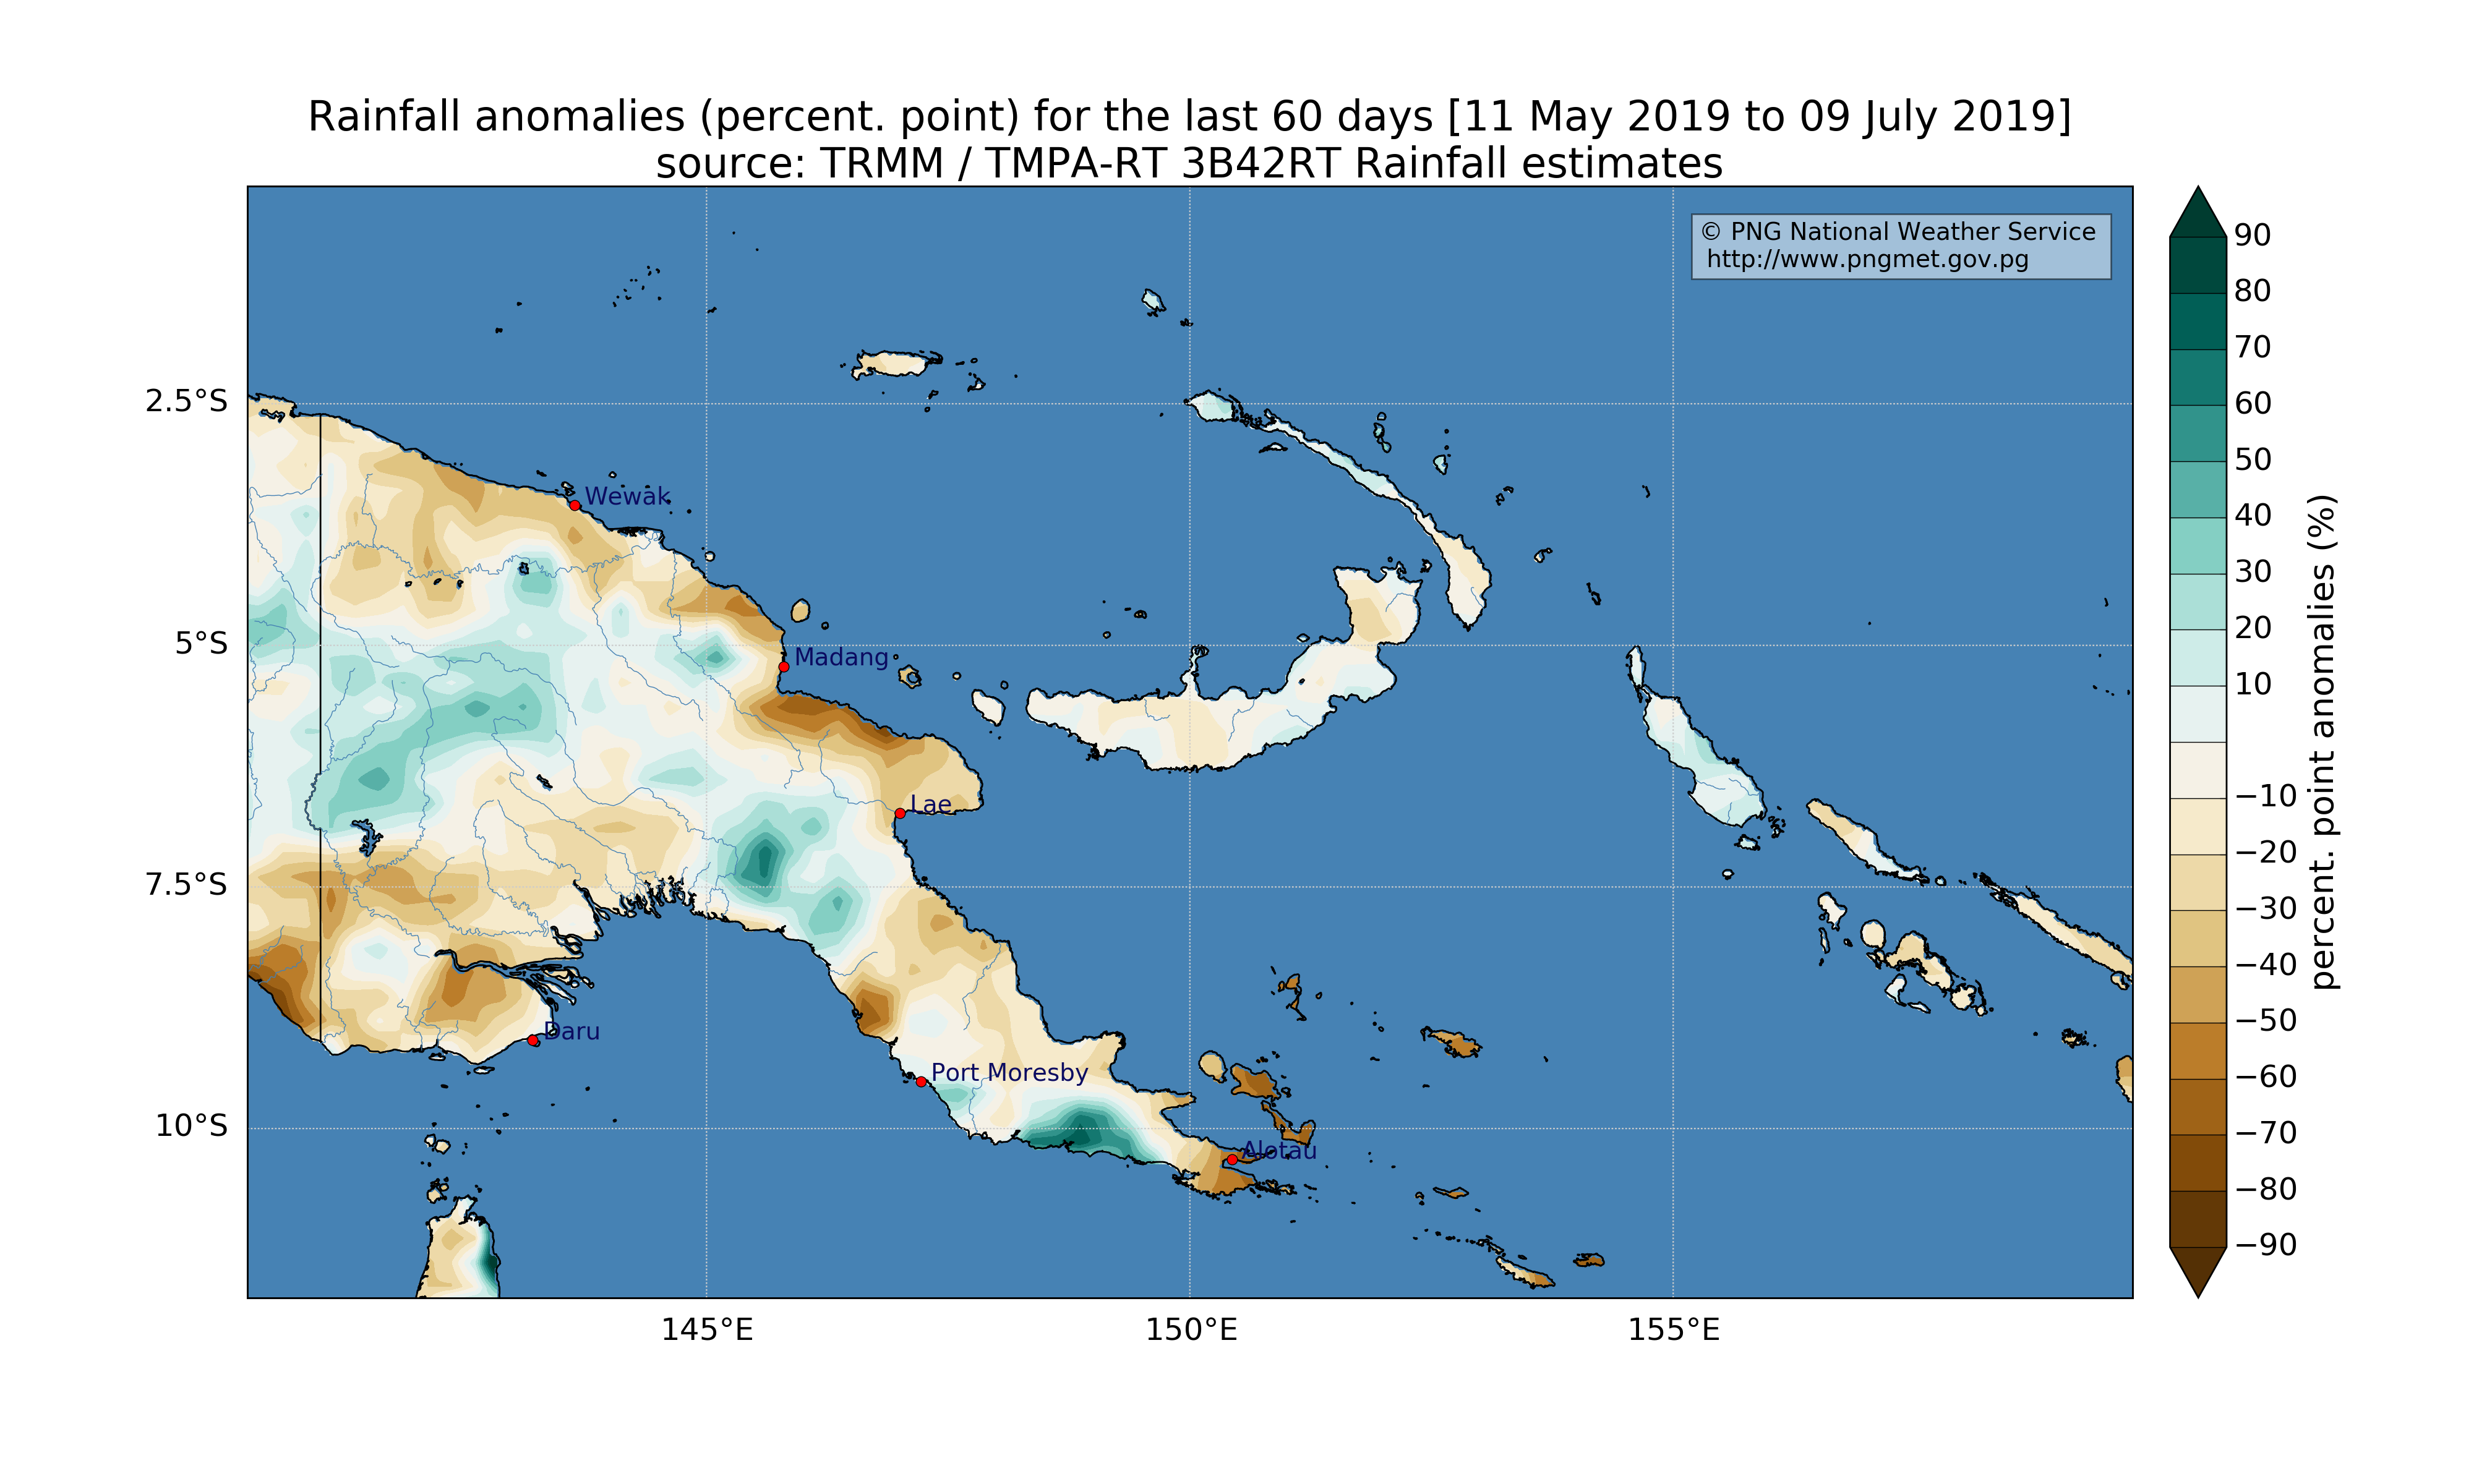 Rainfall anomalies (percent. point) for the last 60 days [11 May 2019 to 09 July 2019]
source: TRMM / TMPA-RT 3B42RT Rainfall estimates
© PNG National Weather Service
http://www.pngmet.gov.pg
2.5°S
5°S
7.5°S
10°S
Wewak
Madang
Lae
Daru
Port Moresby
Alotau
145°E
150°E
155°E
90
80
70
60
50
40
30
20
10
−10
−20
−30
−40
−50
−60
−70
−80
−90
percent. point anomalies (%)